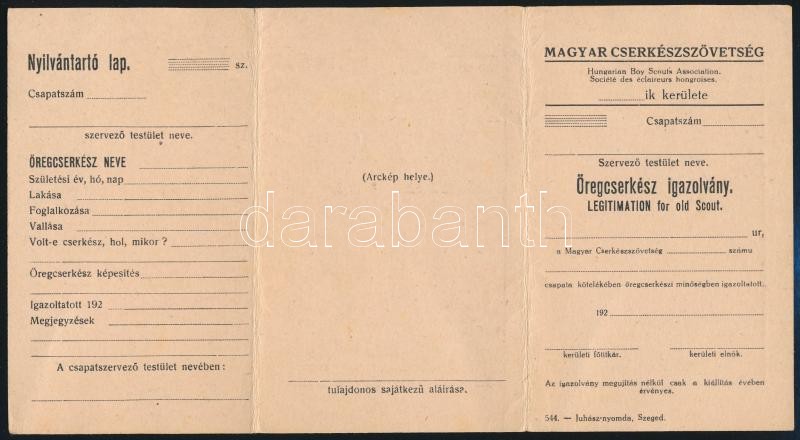 Nyilvántartó lap. sz.
Csapatszám
szervező testület neve.
ÖREGCSERKÉSZ NEVE
Születési év, hó, nap
Lakása
Foglalkozása
Vallása
Volt-e cserkész, hol, mikor?
Öregcserkész képesítés
Igazoltatott 192
Megjegyzések
A csapatszervező testület nevében:
(Arckép helye.)
darabanth
tulajdonos sajátkezű aláírása.
MAGYAR CSERKÉSZSZÖVETSÉG
Hungarian Boy Scouts Association.
Société des éclaireurs hongroises.
ik kerülete
Csapatszám
Szervező testület neve.
Öregcserkész igazolvány.
LEGITIMATION for old Scout.
ur,
a Magyar Cserkészszövetség számu
csapata kötelékében öregcserkészi minőségben igazoltatott.
192
kerületi főtitkár. kerületi elnök.
Az igazolvány megujítás nélkül csak a kiállítás évében
érvényes.
544. — Juhász-nyomda, Szeged.